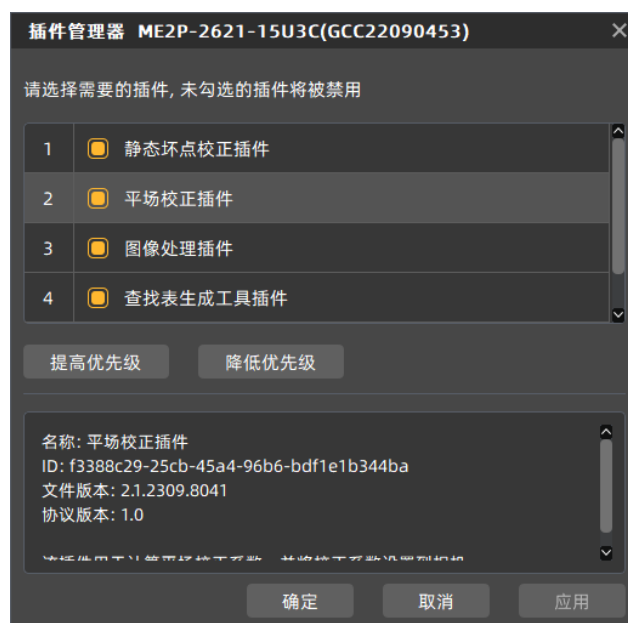 插件管理器 ME2P-2621-15U3C(GCC22090453)
请选择需要的插件, 未勾选的插件将被禁用
1 静态坏点校正插件
2 平场校正插件
3 图像处理插件
4 查找表生成工具插件
提高优先级 降低优先级
名称: 平场校正插件
ID: f3388c29-25cb-45a4-96b6-bdf1e1b344ba
文件版本: 2.1.2309.8041
协议版本: 1.0
确定 取消 应用